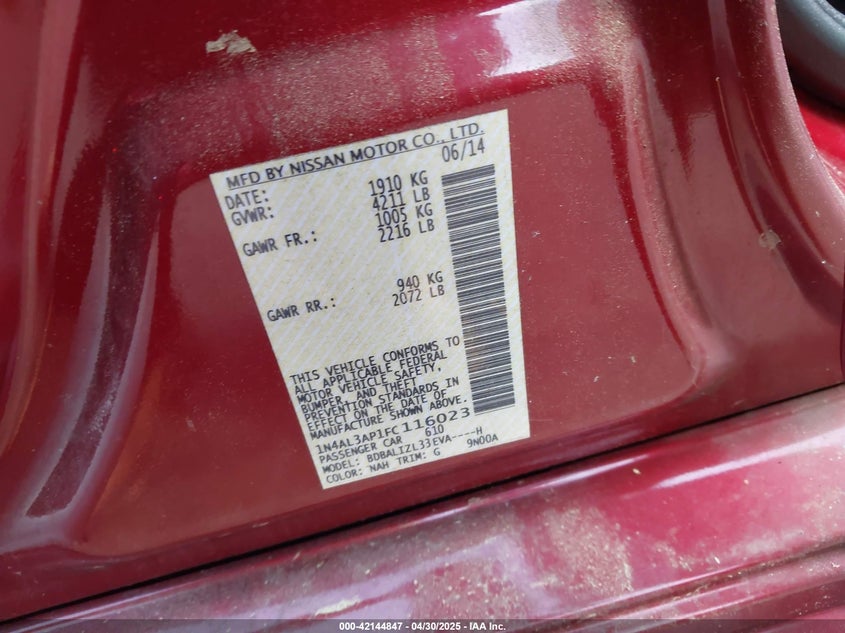 MFD BY NISSAN MOTOR CO., LTD.
DATE: 06/14
GVWR: 1910 KG
4211 LB
GAWR FR.: 1005 KG
2216 LB
GAWR RR.: 940 KG
2072 LB
THIS VEHICLE CONFORMS TO
ALL APPLICABLE FEDERAL
MOTOR VEHICLE SAFETY,
BUMPER, AND THEFT
PREVENTION STANDARDS IN
EFFECT ON THE DATE OF
MANUFACTURE SHOWN ABOVE.
1N4AL3AP1FC116023
PASSENGER CAR 610
MODEL: BDBALIZL33EVA----H
COLOR: NAH TRIM: G 9N00A
000-42144847 - 04/30/2025 - IAA Inc.